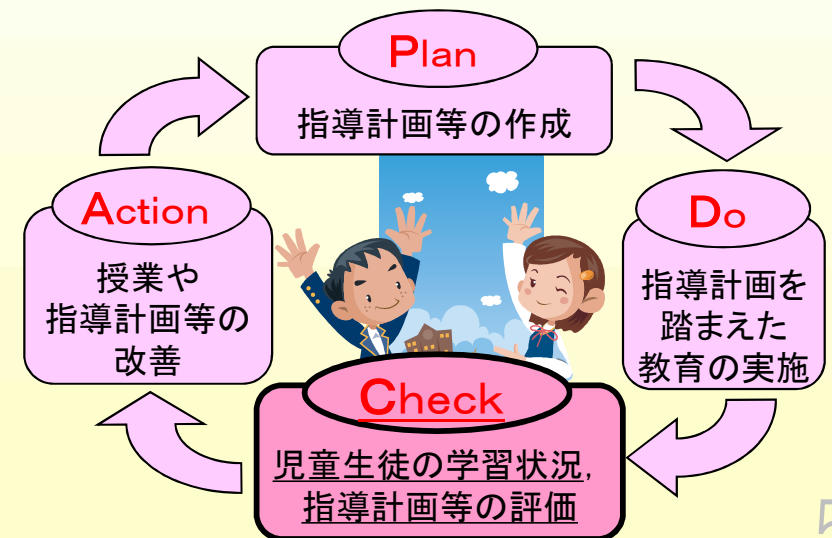 Plan
指導計画等の作成
Do
指導計画を
踏まえた
教育の実施
Check
児童生徒の学習状況,
指導計画等の評価
Action
授業や
指導計画等の
改善